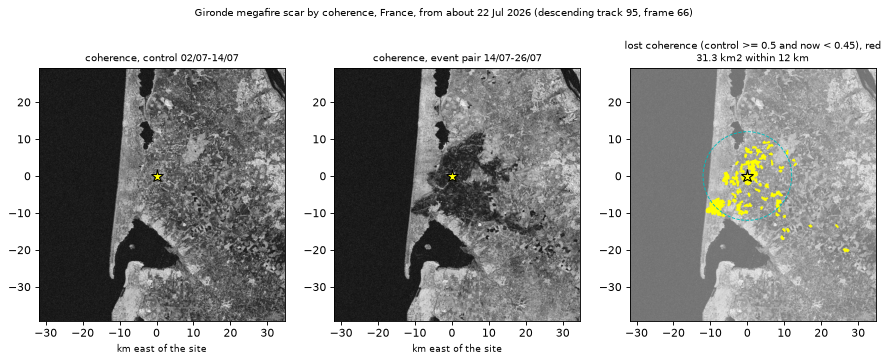 Gironde megafire scar by coherence, France, from about 22 Jul 2026 (descending track 95, frame 66)
coherence, control 02/07-14/07
coherence, event pair 14/07-26/07
lost coherence (control >= 0.5 and now < 0.45), red
31.3 km2 within 12 km
20
10
0
−10
−20
−30
−30 −20 −10 0 10 20 30
km east of the site
20
10
0
−10
−20
−30
−30 −20 −10 0 10 20 30
km east of the site
20
10
0
−10
−20
−30
−30 −20 −10 0 10 20 30